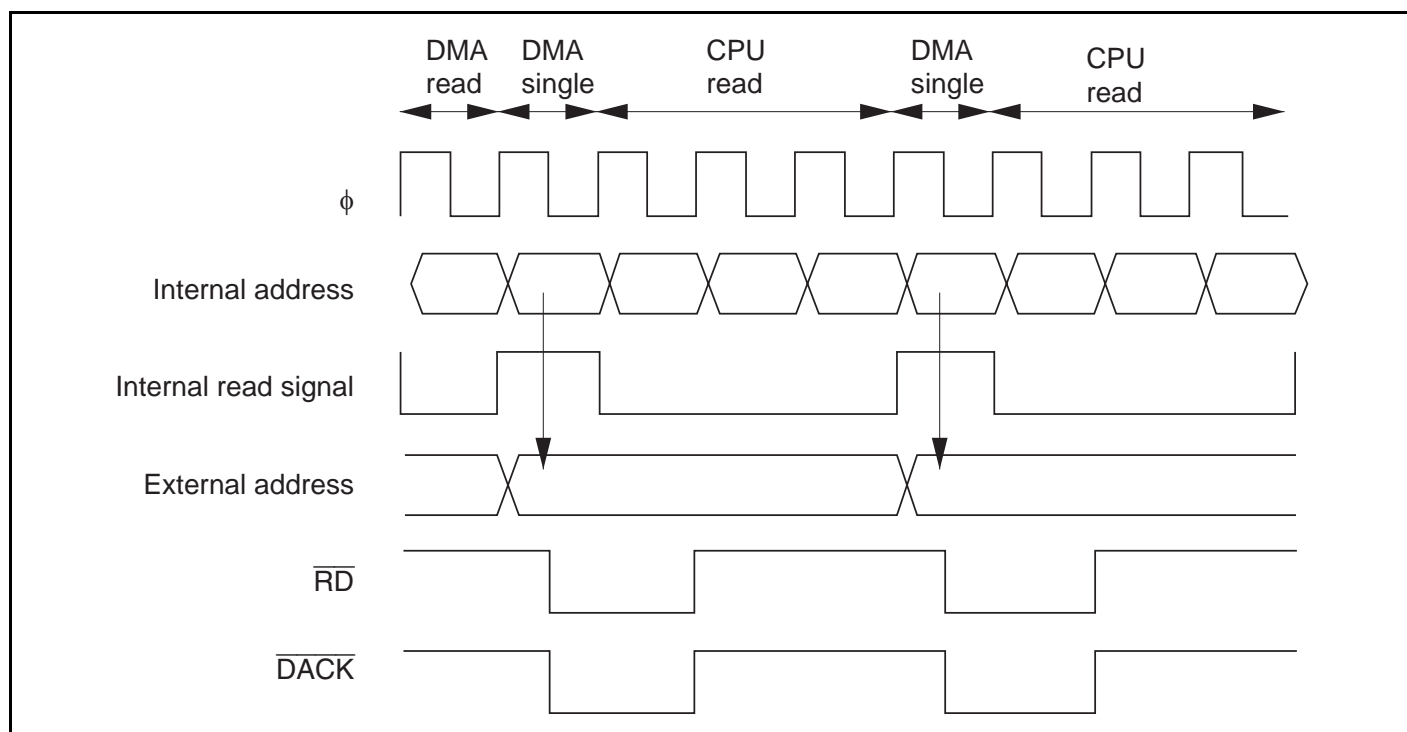 DMA read
DMA single
CPU read
DMA single
CPU read
ϕ
Internal address
Internal read signal
External address
RD
DACK